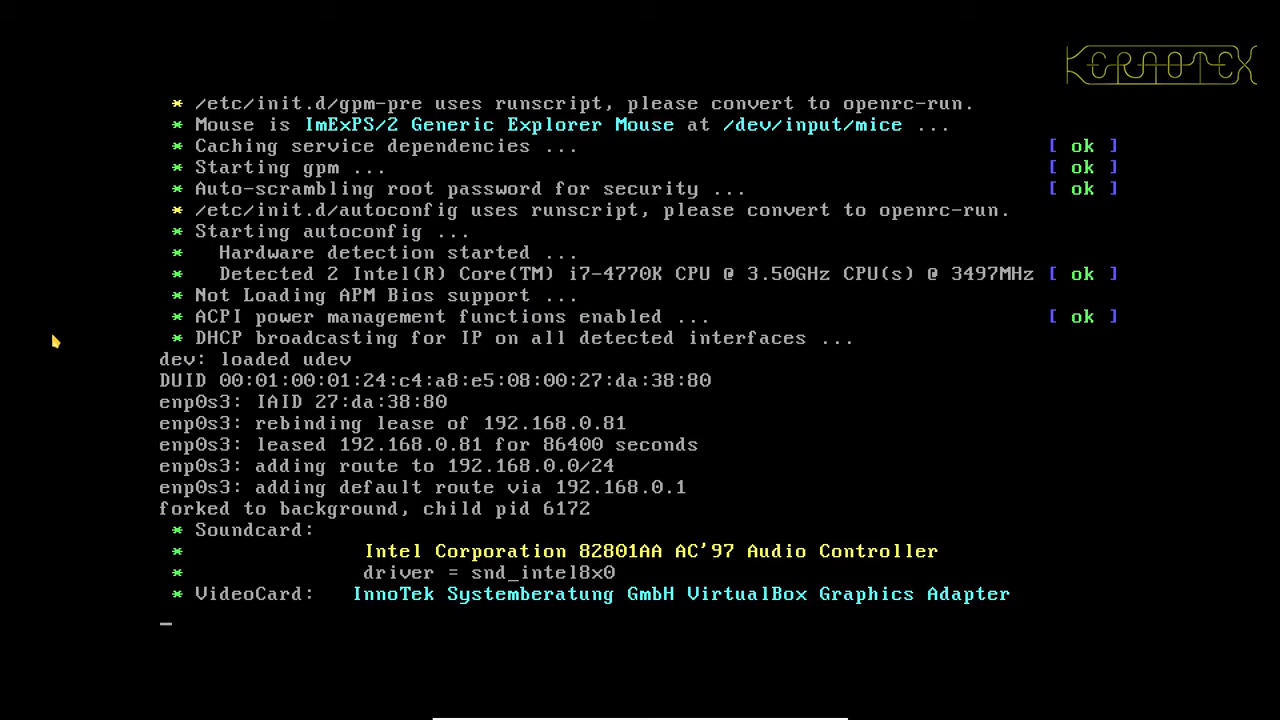 KERNOTEX
* /etc/init.d/gpm-pre uses runscript, please convert to openrc-run.
* Mouse is ImExPS/2 Generic Explorer Mouse at /dev/input/mice ...
* Caching service dependencies ... [ ok ]
* Starting gpm ... [ ok ]
* Auto-scrambling root password for security ... [ ok ]
* /etc/init.d/autoconfig uses runscript, please convert to openrc-run.
* Starting autoconfig ...
* Hardware detection started ...
* Detected 2 Intel(R) Core(TM) i7-4770K CPU @ 3.50GHz CPU(s) @ 3497MHz [ ok ]
* Not Loading APM Bios support ...
* ACPI power management functions enabled ... [ ok ]
* DHCP broadcasting for IP on all detected interfaces ...
dev: loaded udev
DUID 00:01:00:01:24:c4:a8:e5:08:00:27:da:38:80
enp0s3: IAID 27:da:38:80
enp0s3: rebinding lease of 192.168.0.81
enp0s3: leased 192.168.0.81 for 86400 seconds
enp0s3: adding route to 192.168.0.0/24
enp0s3: adding default route via 192.168.0.1
forked to background, child pid 6172
* Soundcard:
* Intel Corporation 82801AA AC'97 Audio Controller
* driver = snd_intel8x0
* VideoCard: InnoTek Systemberatung GmbH VirtualBox Graphics Adapter